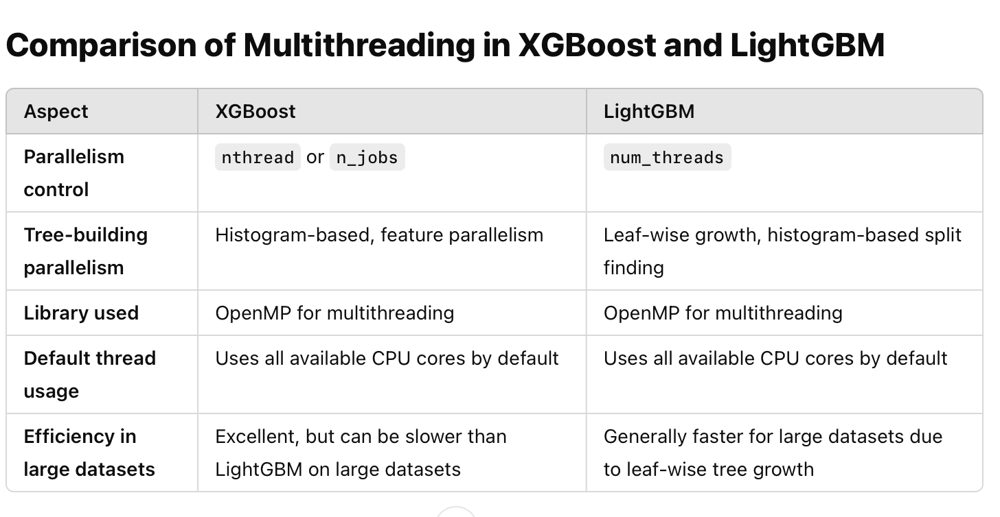 Comparison of Multithreading in XGBoost and LightGBM
Aspect
XGBoost
LightGBM
Parallelism
control
nthread or n_jobs
num_threads
Tree-building
parallelism
Histogram-based, feature parallelism
Leaf-wise growth, histogram-based split
finding
Library used
OpenMP for multithreading
OpenMP for multithreading
Default thread
usage
Uses all available CPU cores by default
Uses all available CPU cores by default
Efficiency in
large datasets
Excellent, but can be slower than
LightGBM on large datasets
Generally faster for large datasets due
to leaf-wise tree growth